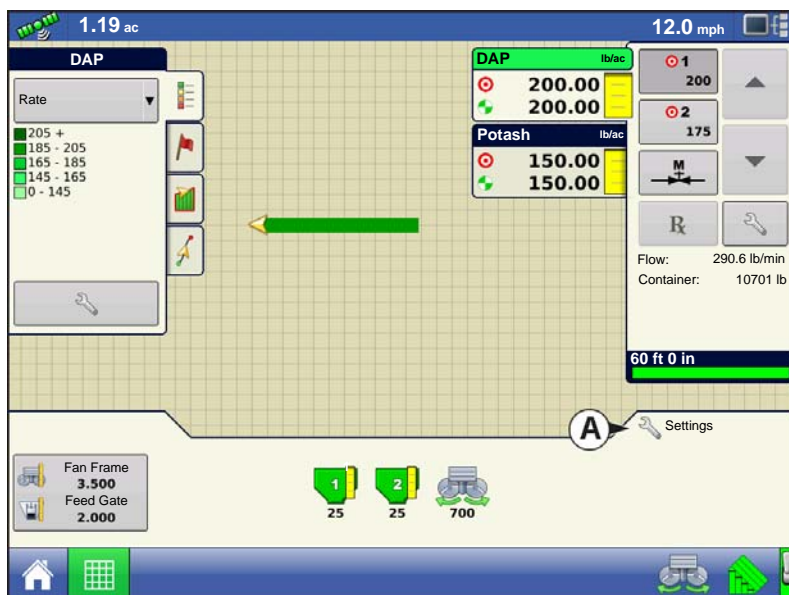 1.19 ac
12.0 mph
DAP
Rate
205 +
185 - 205
165 - 185
145 - 165
0 - 145
DAP lb/ac
200.00
200.00
Potash lb/ac
150.00
150.00
1
200
2
175
M
Rx
Flow: 290.6 lb/min
Container: 10701 lb
60 ft 0 in
A
Settings
Fan Frame
3.500
Feed Gate
2.000
1
25
2
25
700